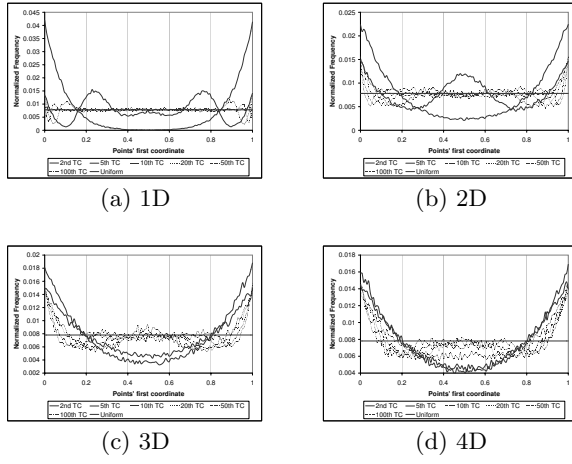 0.045
0.04
0.035
0.03
0.025
0.02
0.015
0.01
0.005
0
Normalized Frequency
0 0.2 0.4 0.6 0.8 1
Points' first coordinate
2nd TC 5th TC 10th TC 20th TC 50th TC
100th TC Uniform
(a) 1D
0.025
0.02
0.015
0.01
0.005
0
Normalized Frequency
0 0.2 0.4 0.6 0.8 1
Points' first coordinate
2nd TC 5th TC 10th TC 20th TC 50th TC
100th TC Uniform
(b) 2D
0.02
0.018
0.016
0.014
0.012
0.01
0.008
0.006
0.004
0.002
Normalized Frequency
0 0.2 0.4 0.6 0.8 1
Points' first coordinate
2nd TC 5th TC 10th TC 20th TC 50th TC
100th TC Uniform
(c) 3D
0.018
0.016
0.014
0.012
0.01
0.008
0.006
0.004
Normalized Frequency
0 0.2 0.4 0.6 0.8 1
Points' first coordinate
2nd TC 5th TC 10th TC 20th TC 50th TC
100th TC Uniform
(d) 4D